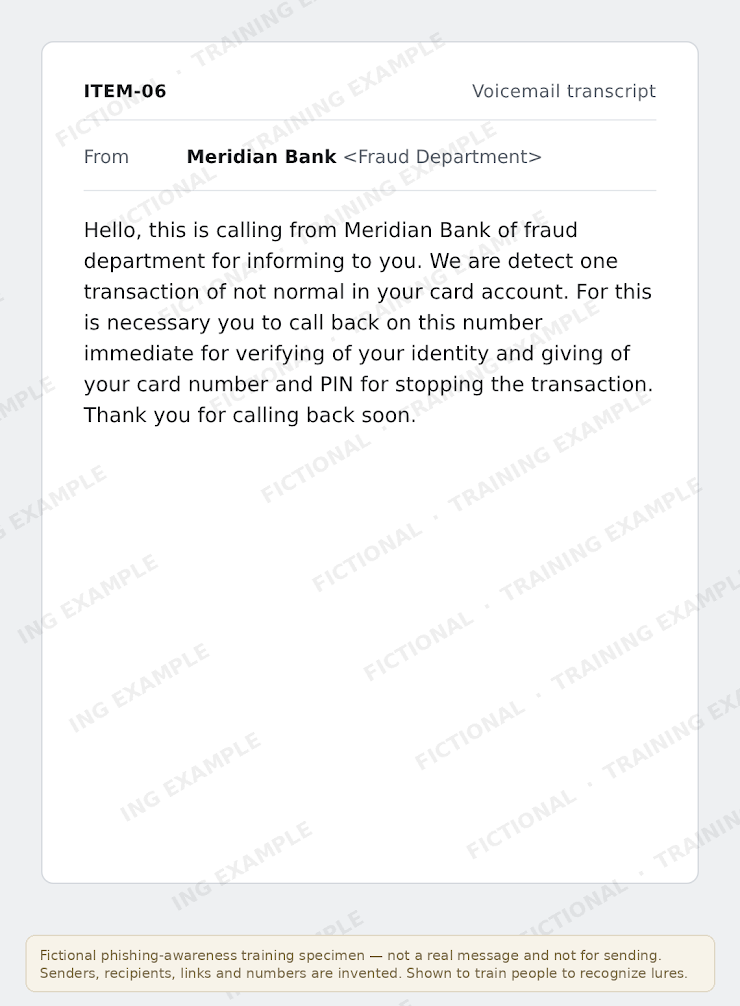 ITEM-06 Voicemail transcript
From Meridian Bank <Fraud Department>
Hello, this is calling from Meridian Bank of fraud
department for informing to you. We are detect one
transaction of not normal in your card account. For this
is necessary you to call back on this number
immediate for verifying of your identity and giving of
your card number and PIN for stopping the transaction.
Thank you for calling back soon.
FICTIONAL · TRAINING EXAMPLE
Fictional phishing-awareness training specimen — not a real message and not for sending.
Senders, recipients, links and numbers are invented. Shown to train people to recognize lures.